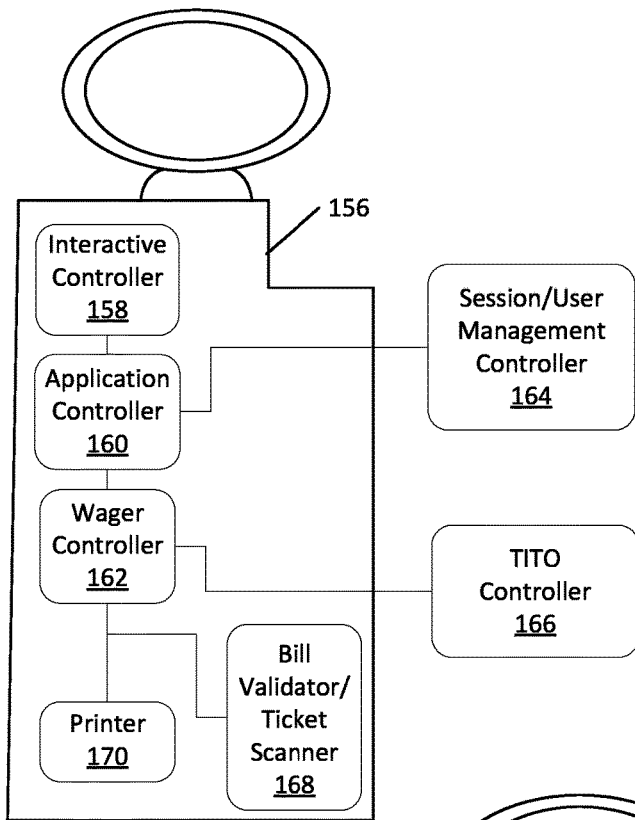 156
Interactive
Controller
158
Application
Controller
160
Wager
Controller
162
Printer
170
Bill
Validator/
Ticket
Scanner
168
Session/User
Management
Controller
164
TITO
Controller
166